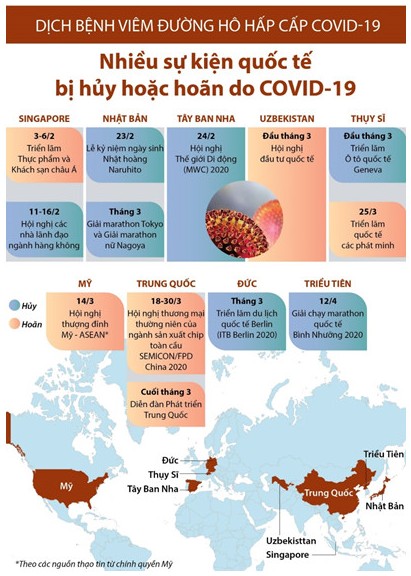 DỊCH BỆNH VIÊM ĐƯỜNG HÔ HẤP CẤP COVID-19
Nhiều sự kiện quốc tế
bị hủy hoặc hoãn do COVID-19
SINGAPORE
3-6/2
Triển lãm
Thực phẩm và
Khách sạn châu Á
11-16/2
Hội nghị các
nhà lãnh đạo
ngành hàng không
NHẬT BẢN
23/2
Lễ kỷ niệm ngày sinh
Nhật hoàng
Naruhito
Tháng 3
Giải marathon Tokyo
và Giải marathon
nữ Nagoya
TÂY BAN NHA
24/2
Hội nghị
Thế giới Di động
(MWC) 2020
UZBEKISTAN
Đầu tháng 3
Hội nghị
đầu tư quốc tế
THỤY SĨ
Đầu tháng 3
Triển lãm
Ô tô quốc tế
Geneva
25/3
Triển lãm
quốc tế
các phát minh
Hủy
Hoãn
MỸ
14/3
Hội nghị
thượng đỉnh
Mỹ - ASEAN*
TRUNG QUỐC
18-30/3
Hội nghị thương mại
thường niên của
ngành sản xuất chip
toàn cầu
SEMICON/FPD
China 2020
Cuối tháng 3
Diễn đàn Phát triển
Trung Quốc
ĐỨC
Tháng 3
Triển lãm du lịch
quốc tế Berlin
(ITB Berlin 2020)
TRIỀU TIÊN
12/4
Giải chạy marathon
quốc tế
Bình Nhưỡng 2020
Mỹ
Đức
Thụy Sĩ
Tây Ban Nha
Triều Tiên
Trung Quốc
Nhật Bản
Uzbekisttan
Singapore
*Theo các nguồn thạo tin từ chính quyền Mỹ